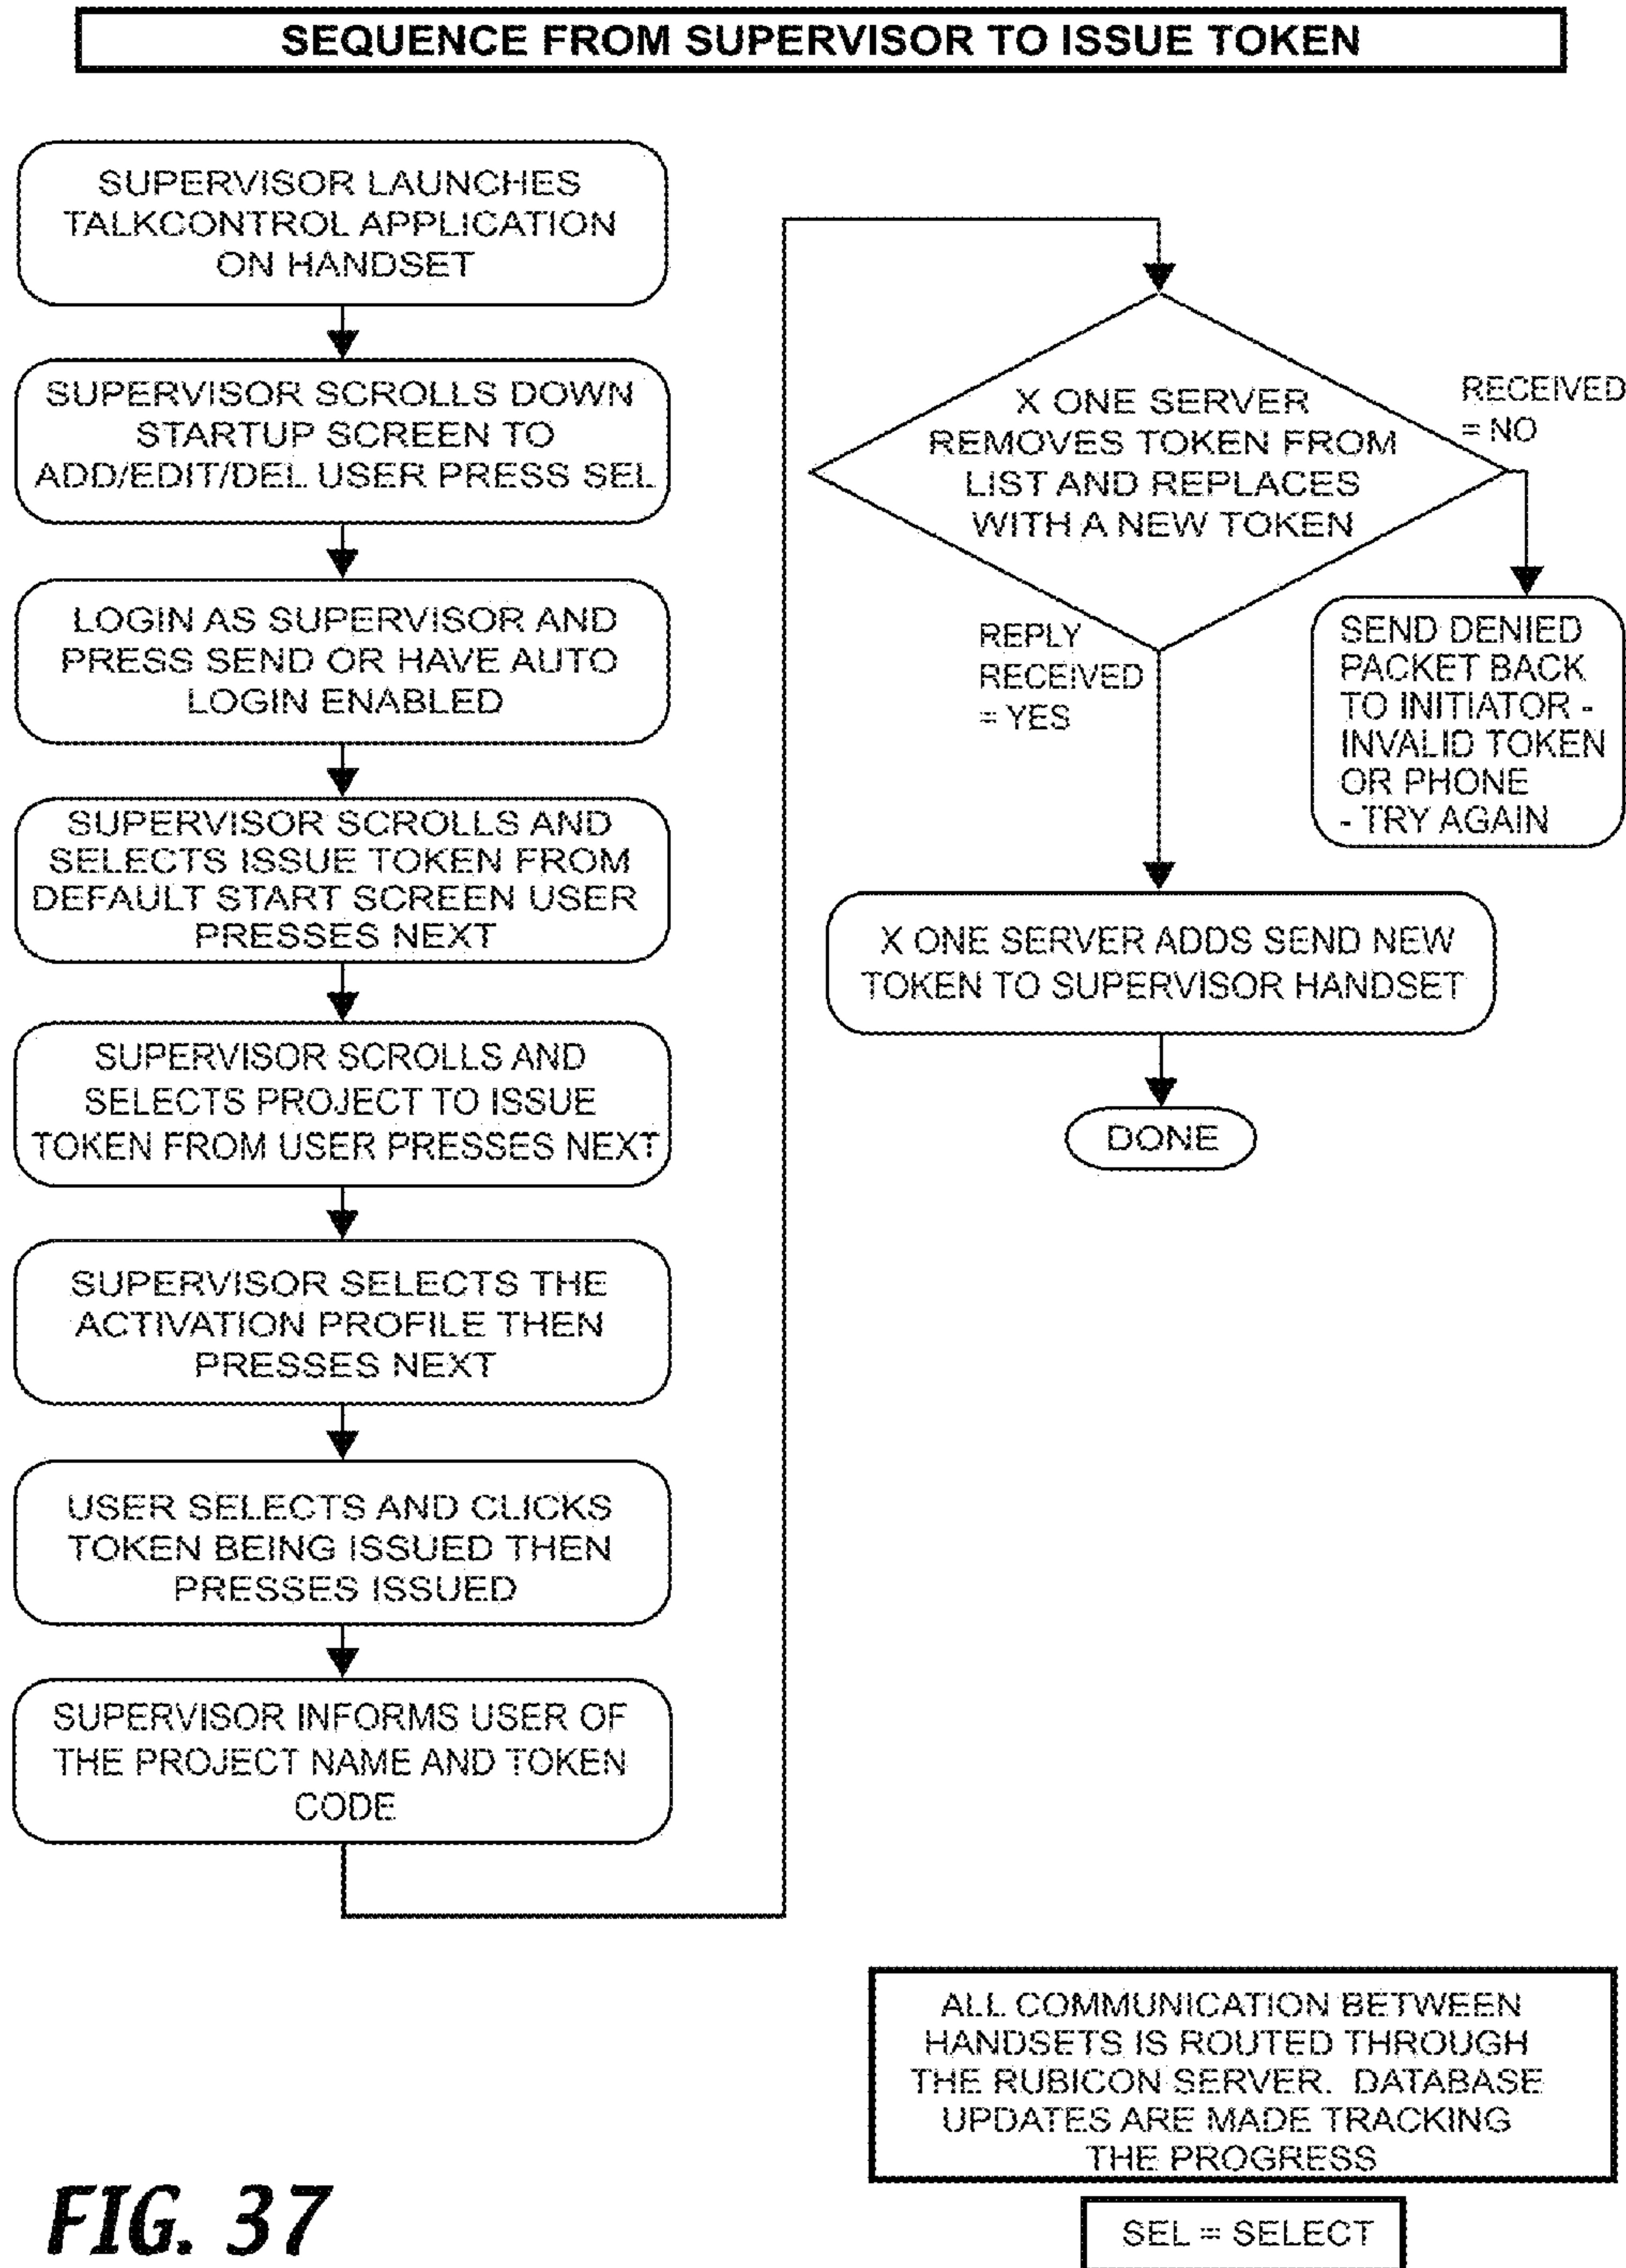 SEQUENCE FROM SUPERVISOR TO ISSUE TOKEN
SUPERVISOR LAUNCHES
TALKCONTROL APPLICATION
ON HANDSET
SUPERVISOR SCROLLS DOWN
STARTUP SCREEN TO
ADD/EDIT/DEL USER PRESS SEL
LOGIN AS SUPERVISOR AND
PRESS SEND OR HAVE AUTO
LOGIN ENABLED
SUPERVISOR SCROLLS AND
SELECTS ISSUE TOKEN FROM
DEFAULT START SCREEN USER
PRESSES NEXT
SUPERVISOR SCROLLS AND
SELECTS PROJECT TO ISSUE
TOKEN FROM USER PRESSES NEXT
SUPERVISOR SELECTS THE
ACTIVATION PROFILE THEN
PRESSES NEXT
USER SELECTS AND CLICKS
TOKEN BEING ISSUED THEN
PRESSES ISSUED
SUPERVISOR INFORMS USER OF
THE PROJECT NAME AND TOKEN
CODE
X ONE SERVER
REMOVES TOKEN FROM
LIST AND REPLACES
WITH A NEW TOKEN
RECEIVED
= NO
REPLY
RECEIVED
= YES
SEND DENIED
PACKET BACK
TO INITIATOR -
INVALID TOKEN
OR PHONE
- TRY AGAIN
X ONE SERVER ADDS SEND NEW
TOKEN TO SUPERVISOR HANDSET
DONE
ALL COMMUNICATION BETWEEN
HANDSETS IS ROUTED THROUGH
THE RUBICON SERVER. DATABASE
UPDATES ARE MADE TRACKING
THE PROGRESS
SEL = SELECT
FIG. 37